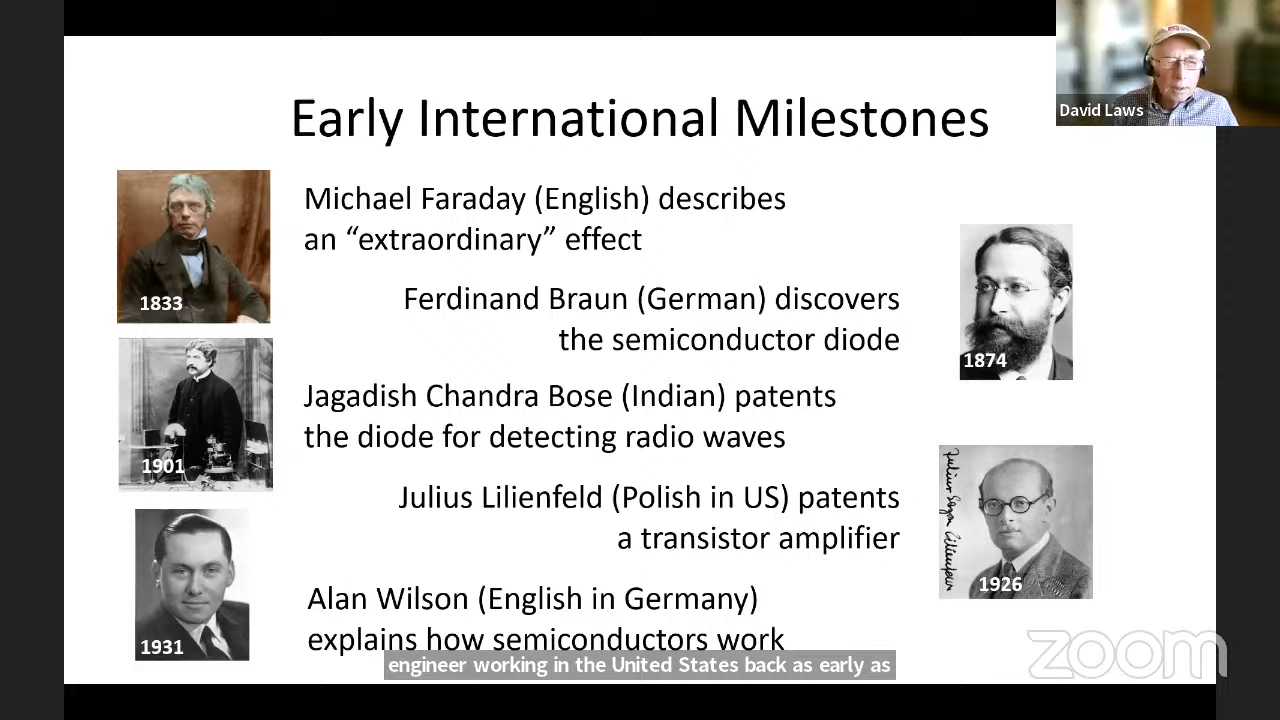 Early International Milestones
David Laws
Michael Faraday (English) describes
an “extraordinary” effect
1833
Ferdinand Braun (German) discovers
the semiconductor diode
1874
Jagadish Chandra Bose (Indian) patents
the diode for detecting radio waves
1901
Julius Lilienfeld (Polish in US) patents
a transistor amplifier
1926
Alan Wilson (English in Germany)
explains how semiconductors work
1931
engineer working in the United States back as early as
zoom